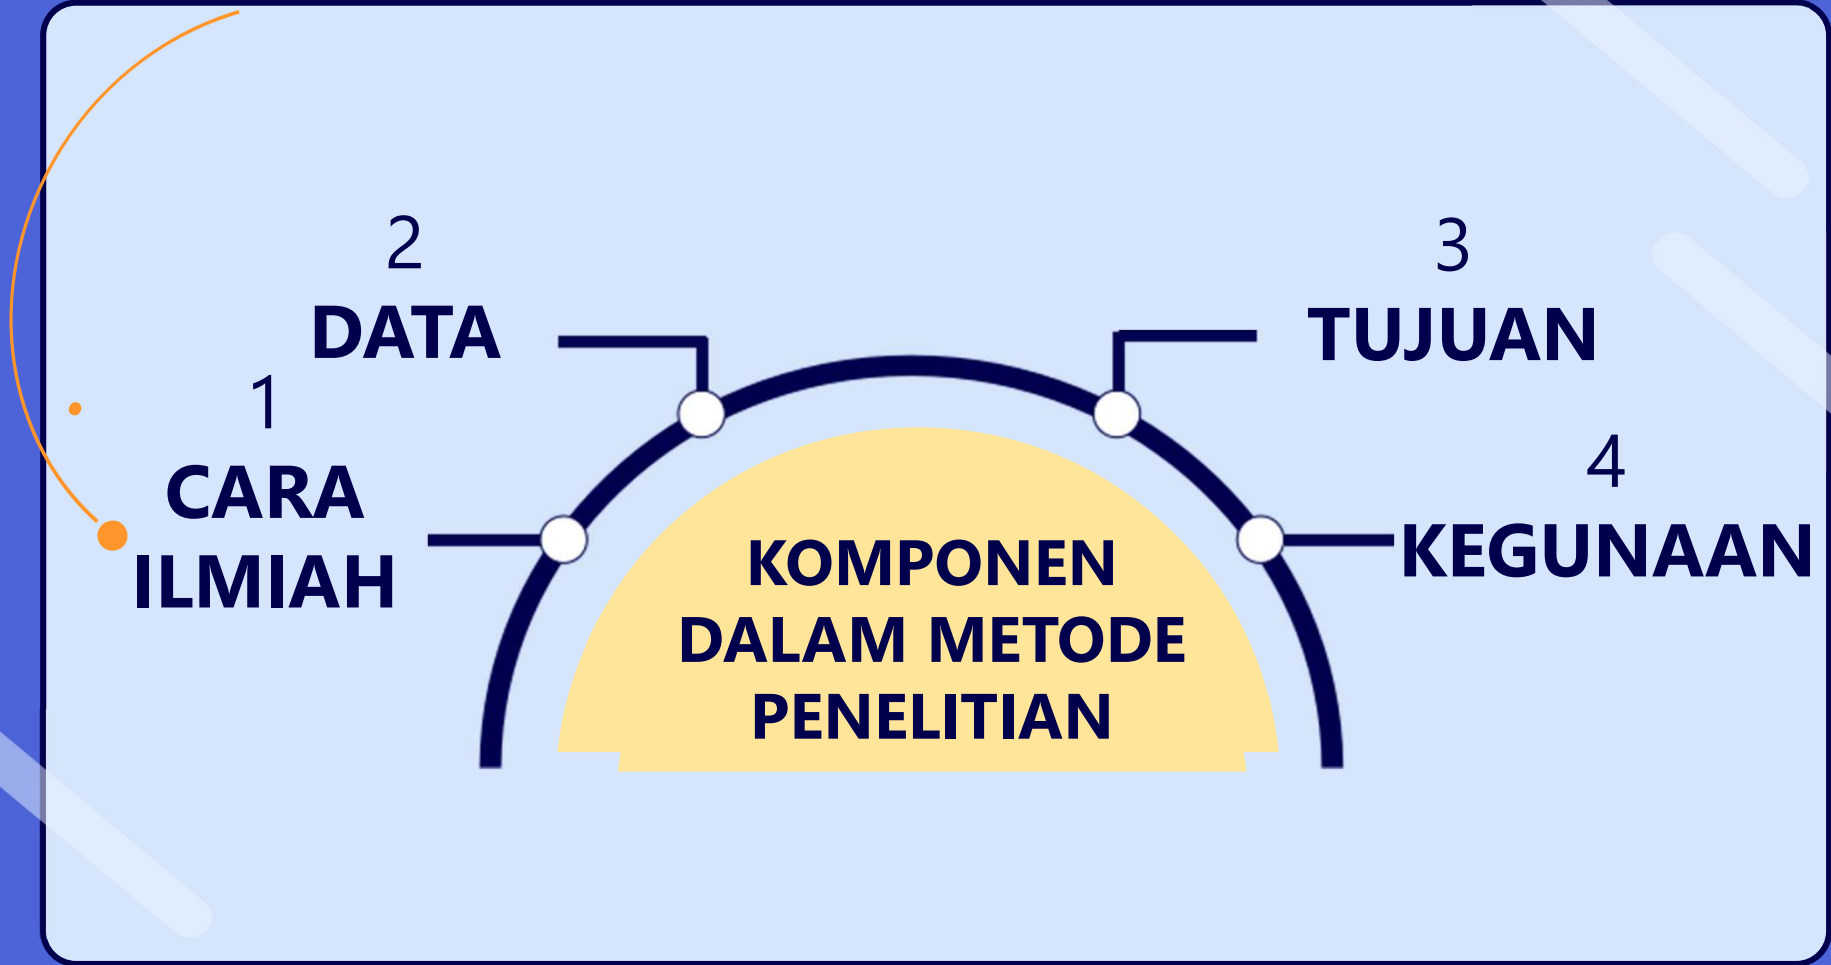 1
CARA
ILMIAH
2
DATA
3
TUJUAN
4
KEGUNAAN
KOMPONEN
DALAM METODE
PENELITIAN